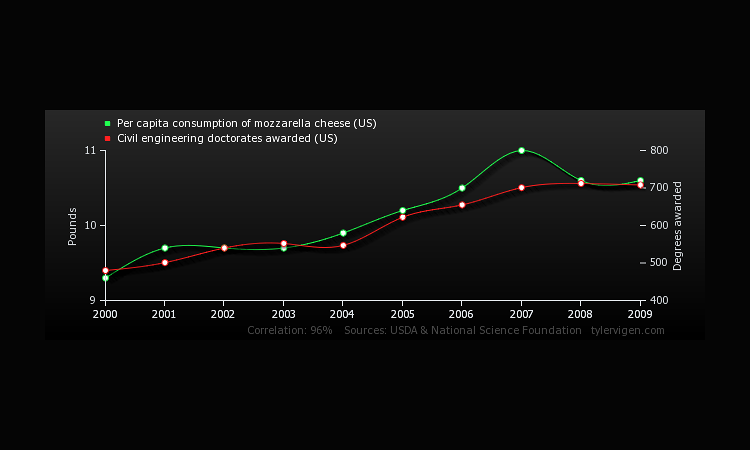 Per capita consumption of mozzarella cheese (US)
Civil engineering doctorates awarded (US)
11
10
9
Pounds
800
700
600
500
400
Degrees awarded
2000 2001 2002 2003 2004 2005 2006 2007 2008 2009
Correlation: 96% Sources: USDA & National Science Foundation tylervigen.com